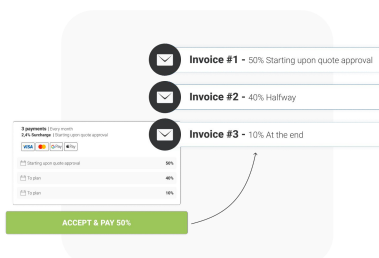 Invoice #1 - 50% Starting upon quote approval
Invoice #2 - 40% Halfway
Invoice #3 - 10% At the end
3 payments | Every month
2,4% Surcharge | Starting upon quote approval
VISA G Pay Pay
Starting upon quote approval 50%
To plan 40%
To plan 10%
ACCEPT & PAY 50%